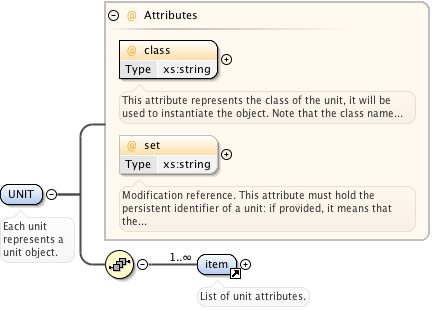 @ Attributes
@ class
Type xs:string
This attribute represents the class of the unit, it will be
used to instantiate the object. Note that the class name...
@ set
Type xs:string
Modification reference. This attribute must hold the
persistent identifier of a unit: if provided, it means that
the...
UNIT
Each unit
represents a
unit object.
1..∞
item
List of unit attributes.